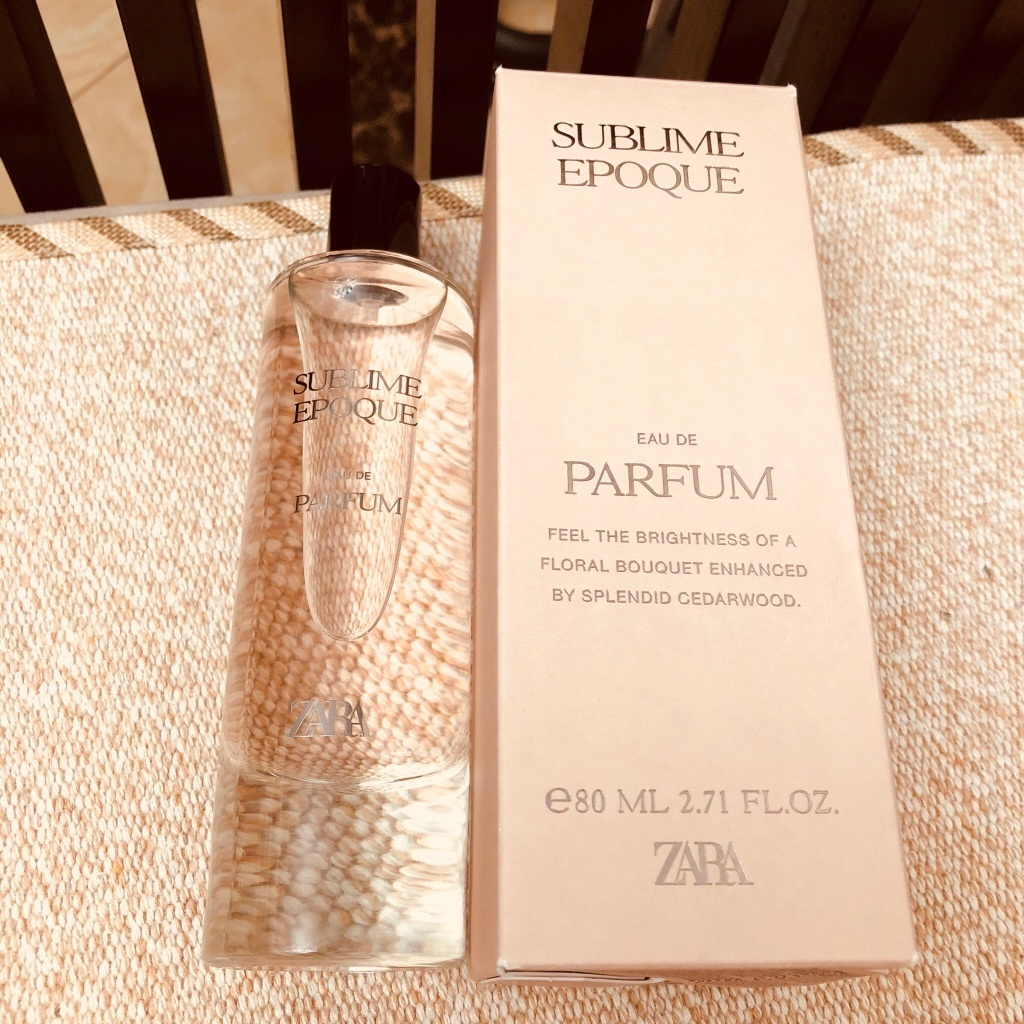 SUBLIME
EPOQUE
EAU DE
PARFUM
ZARA
SUBLIME
EPOQUE
EAU DE
PARFUM
FEEL THE BRIGHTNESS OF A
FLORAL BOUQUET ENHANCED
BY SPLENDID CEDARWOOD.
e80 ML 2.71 FL.OZ.
ZARA